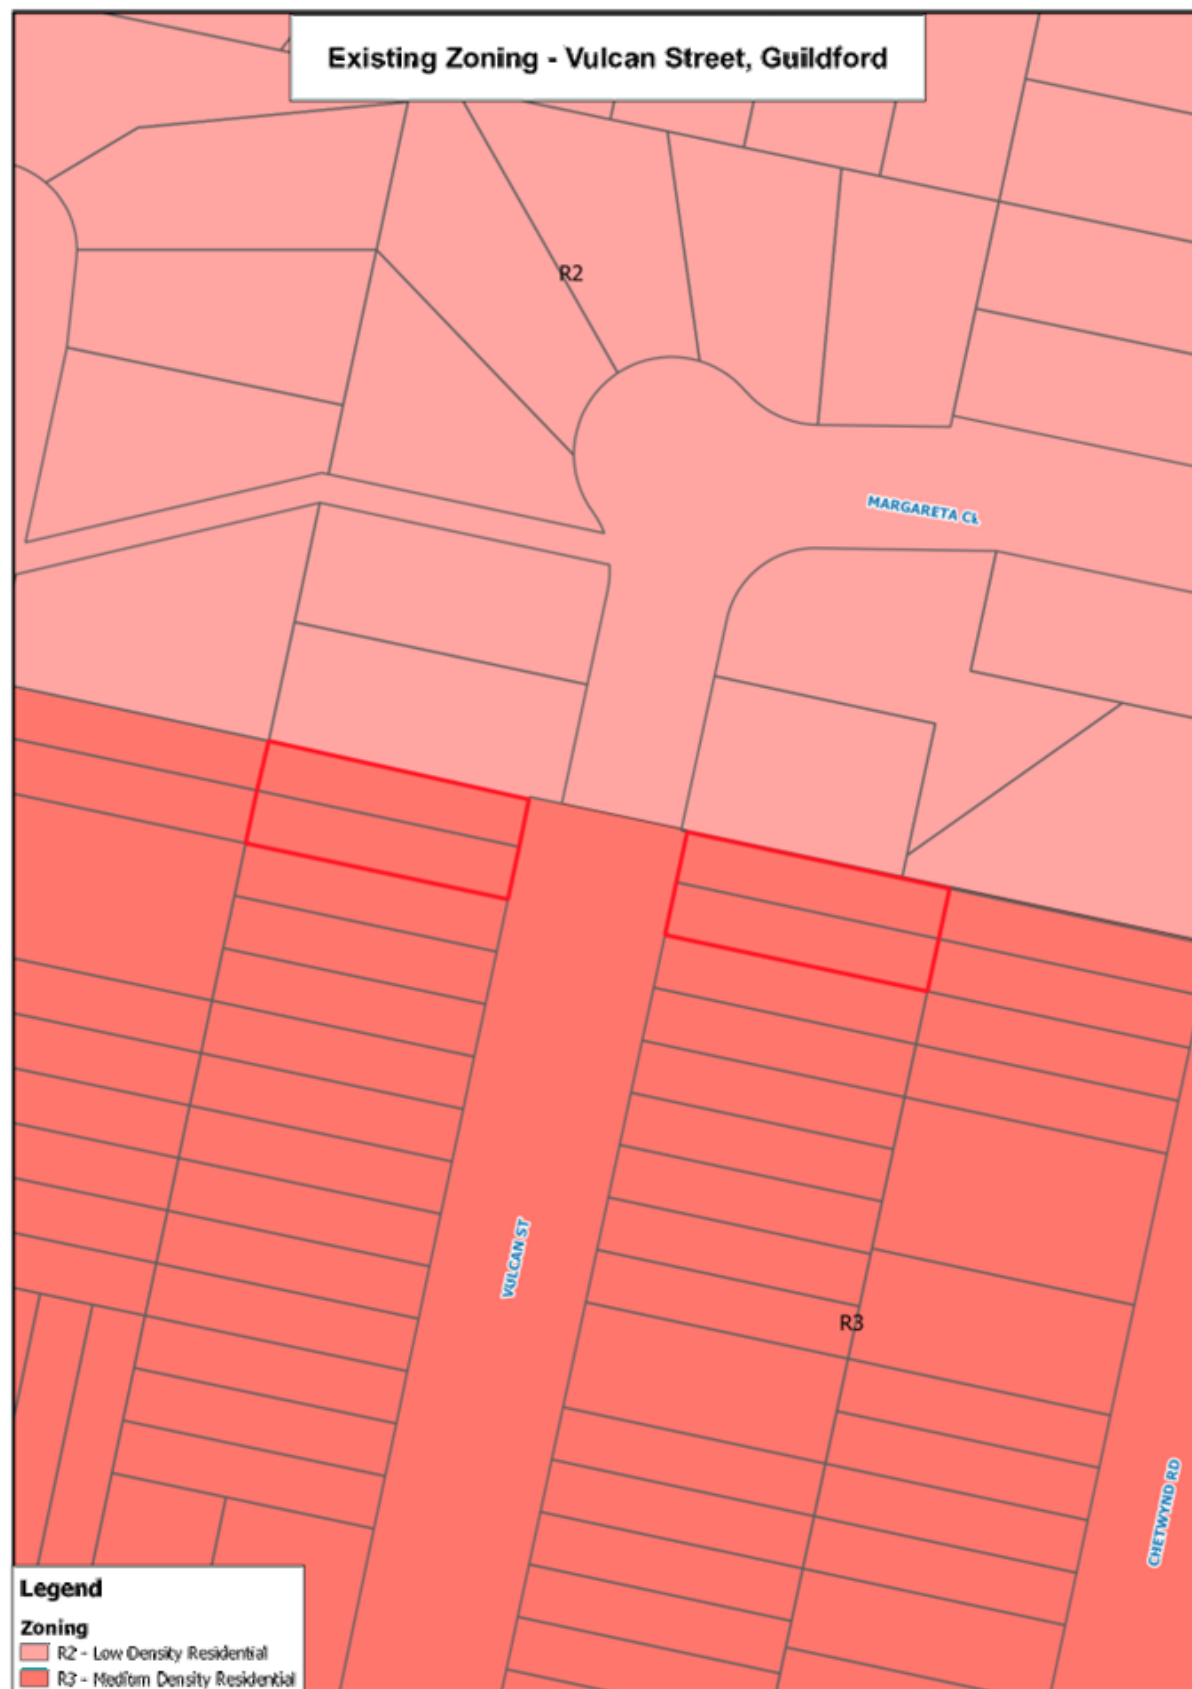 Existing Zoning - Vulcan Street, Guildford
R2
MARGARETA CL
VULCAN ST
R3
CHETWYND RD
Legend
Zoning
R2 - Low Density Residential
R3 - Medium Density Residential